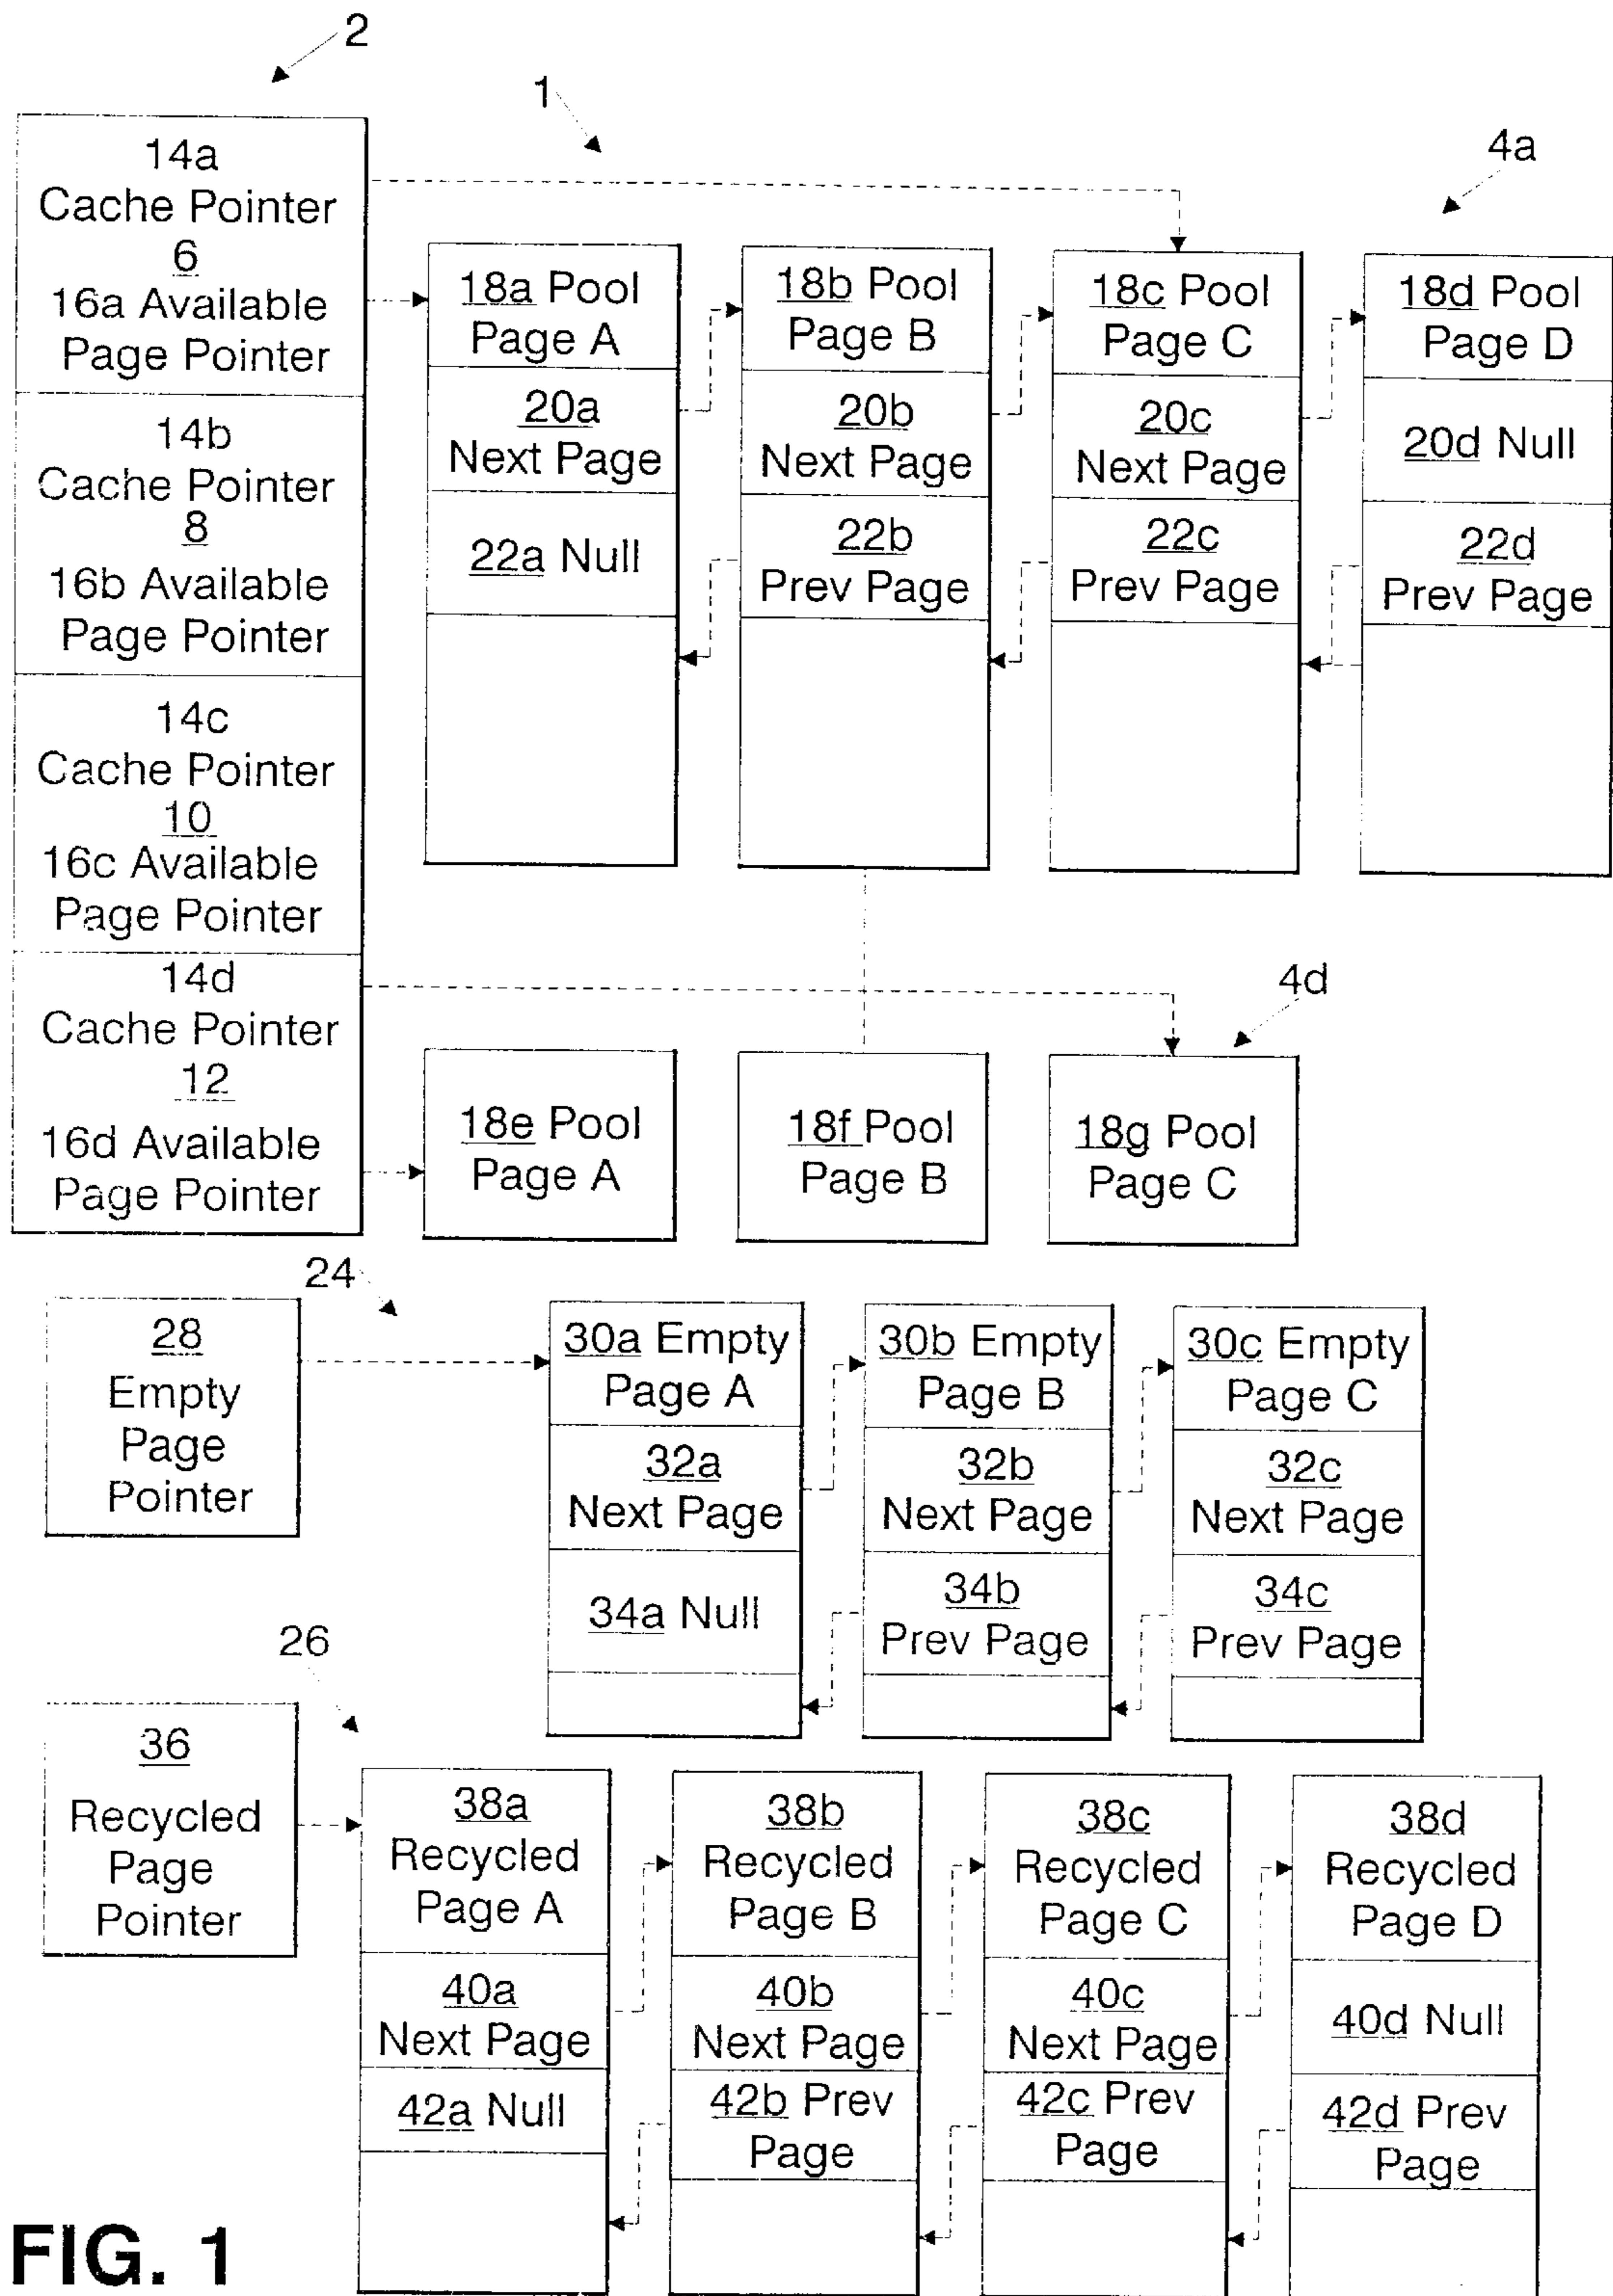 2
1
4a
14a
Cache Pointer
6
16a Available
Page Pointer
14b
Cache Pointer
8
16b Available
Page Pointer
14c
Cache Pointer
10
16c Available
Page Pointer
14d
Cache Pointer
12
16d Available
Page Pointer
18a Pool
Page A
20a
Next Page
22a Null
18b Pool
Page B
20b
Next Page
22b
Prev Page
18c Pool
Page C
20c
Next Page
22c
Prev Page
18d Pool
Page D
20d Null
22d
Prev Page
4d
18e Pool
Page A
18f Pool
Page B
18g Pool
Page C
24
28
Empty
Page
Pointer
30a Empty
Page A
32a
Next Page
34a Null
30b Empty
Page B
32b
Next Page
34b
Prev Page
30c Empty
Page C
32c
Next Page
34c
Prev Page
26
36
Recycled
Page
Pointer
38a
Recycled
Page A
40a
Next Page
42a Null
38b
Recycled
Page B
40b
Next Page
42b Prev
Page
38c
Recycled
Page C
40c
Next Page
42c Prev
Page
38d
Recycled
Page D
40d Null
42d Prev
Page
FIG. 1